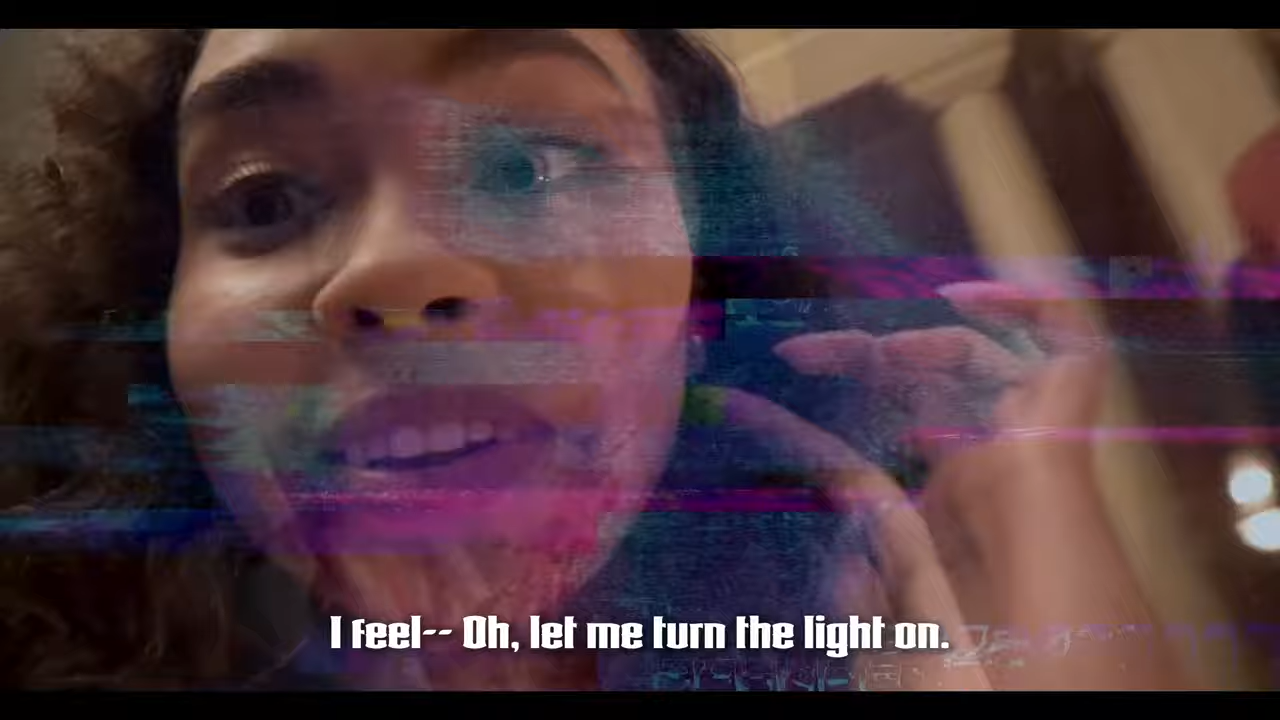 I feel-- Oh, let me turn the light on.